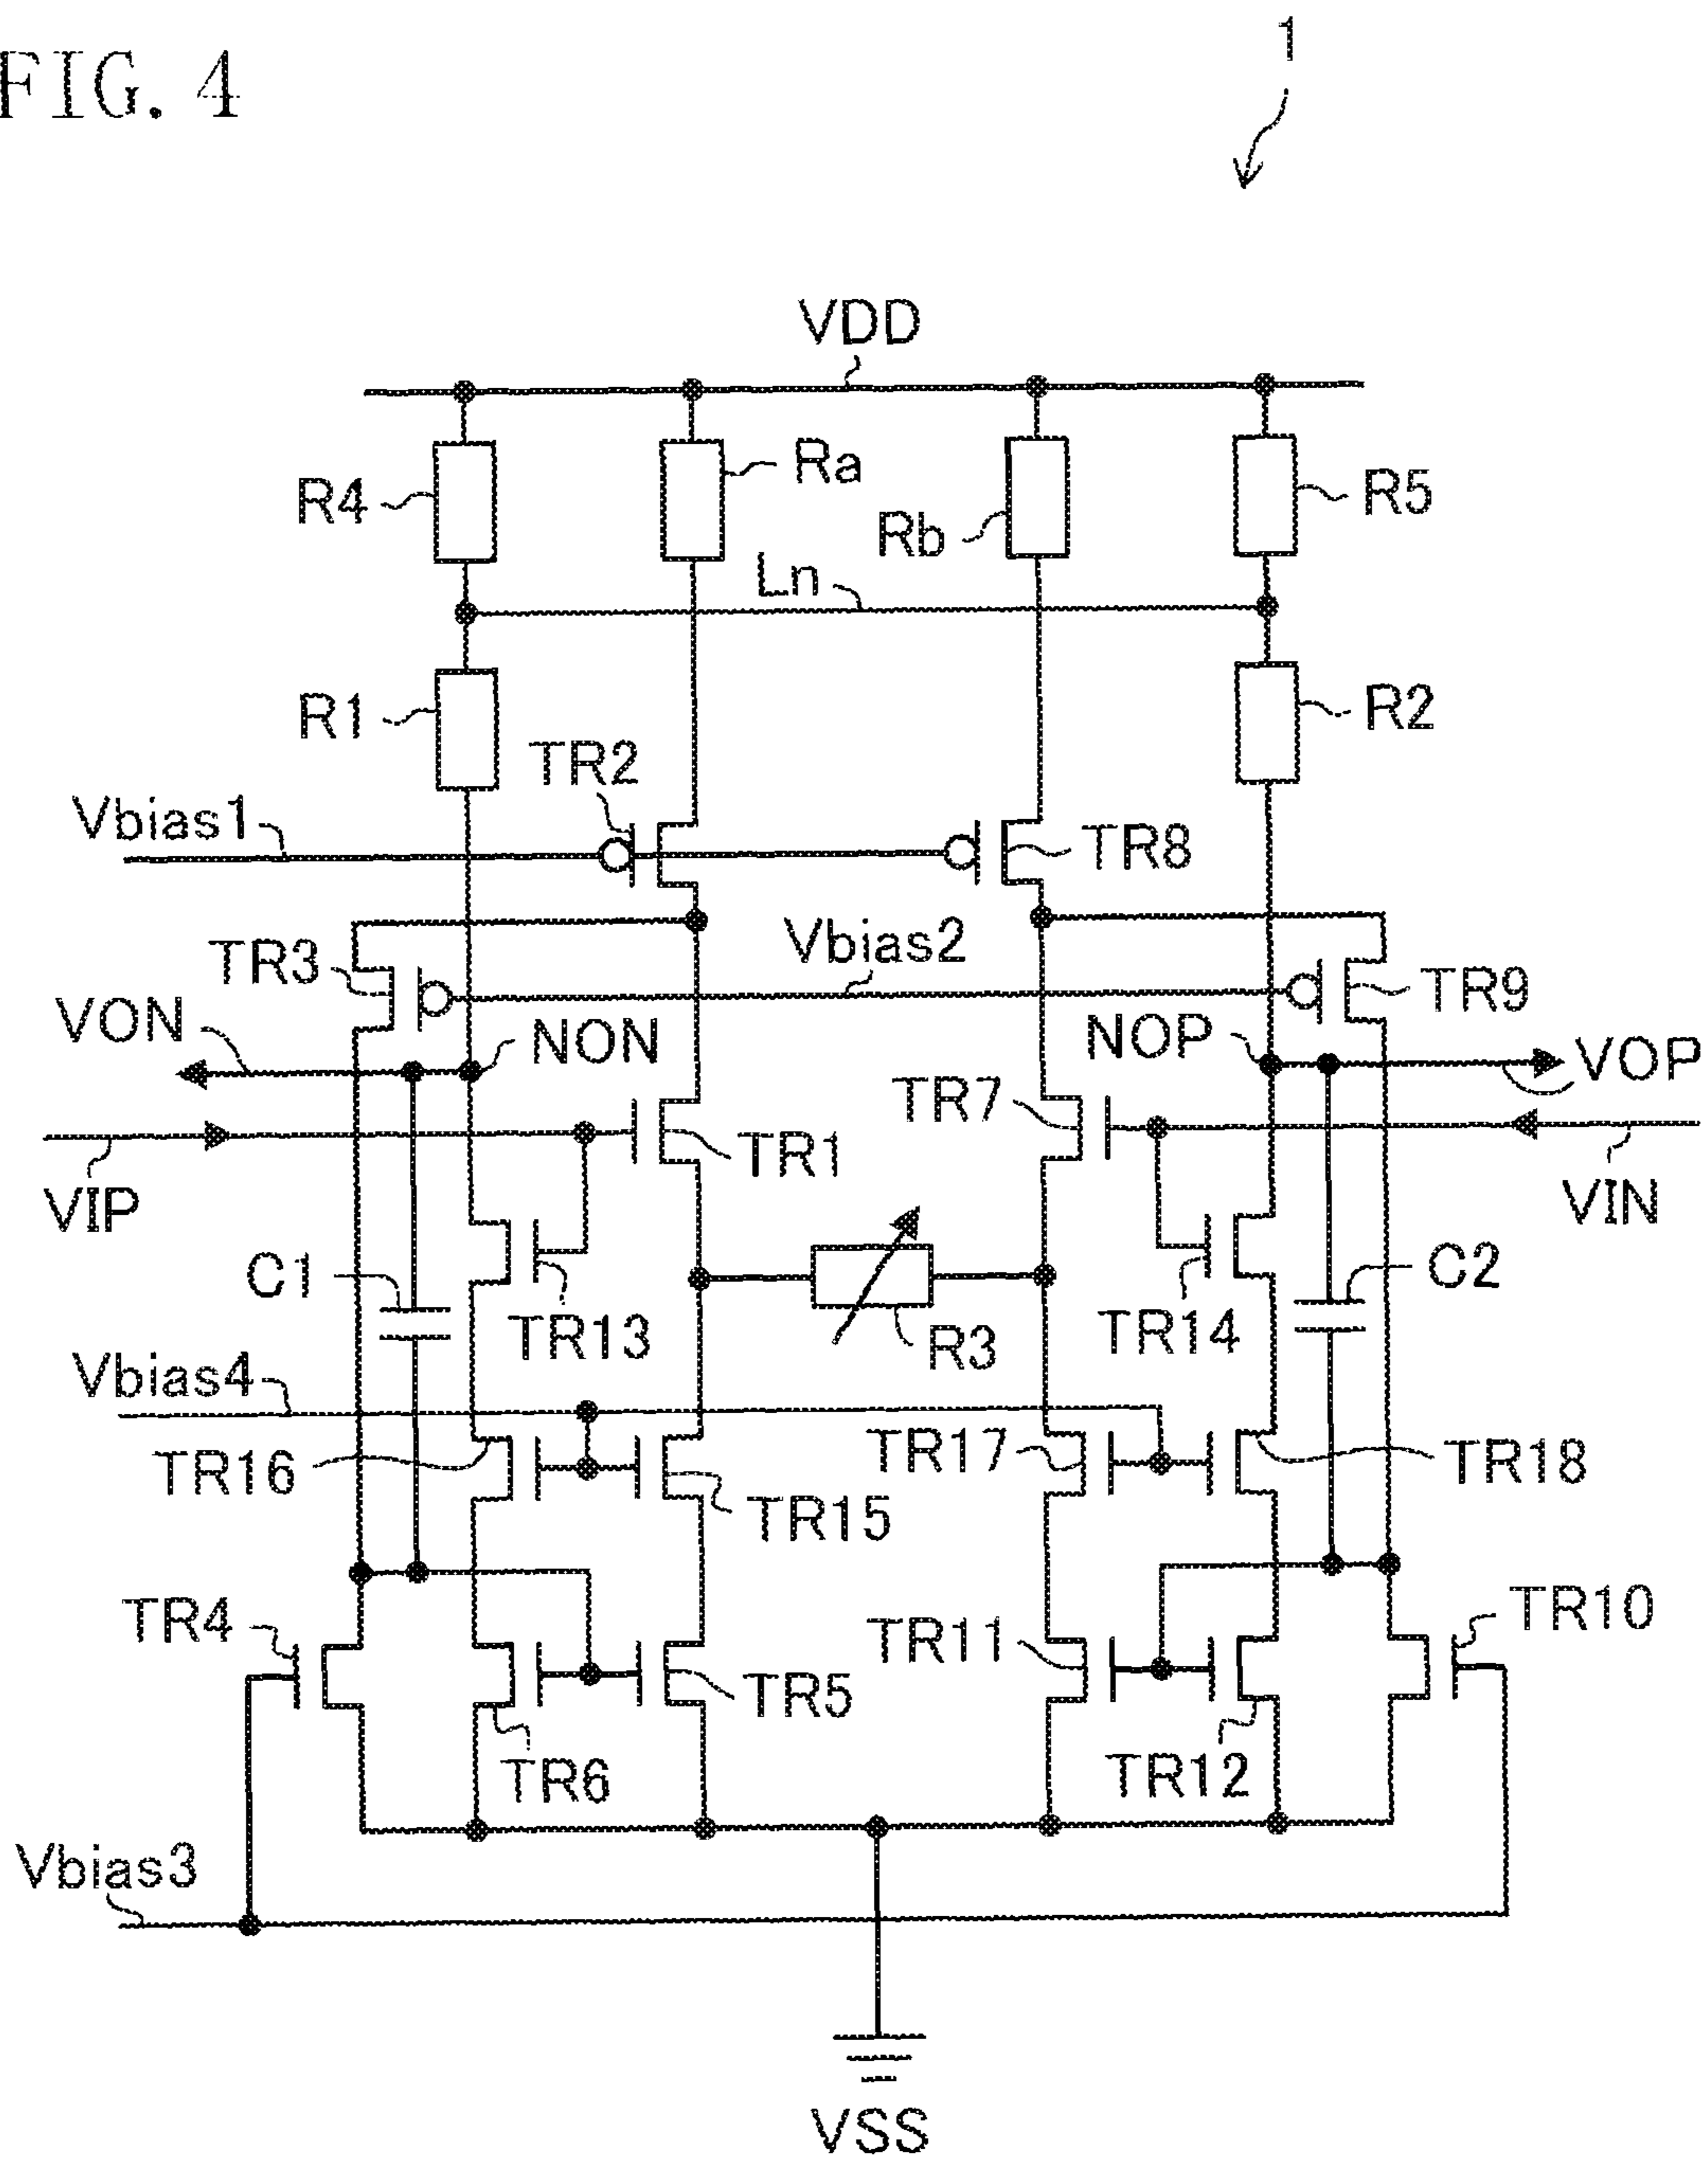 FIG. 4
1
VDD
R4
Ra
Rb
R5
Ln
R1
R2
TR2
Vbias1
TR8
TR3
Vbias2
TR9
VON
NON
NOP
VOP
TR7
TR1
VIP
VIN
C1
C2
TR13
R3
TR14
Vbias4
TR16
TR17
TR18
TR15
TR4
TR11
TR10
TR5
TR6
TR12
Vbias3
VSS